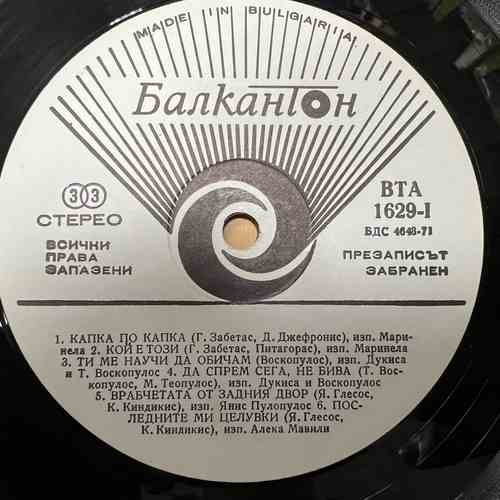 MADE IN BULGARIA
Балкантон
33
СТЕРЕО
ВСИЧКИ
ПРАВА
ЗАПАЗЕНИ
ВТА
1629-I
БДС 4648-71
ПРЕЗАПИСЪТ
ЗАБРАНЕН
1. КАПКА ПО КАПКА (Г. Забетас, Д. Джефронис), изп. Мари-
нела 2. КОЙ Е ТОЗИ (Г. Забетас, Питагорас), изп. Маринела
3. ТИ МЕ НАУЧИ ДА ОБИЧАМ (Воскопулос), изп. Дукиса
и Т. Воскопулос 4. ДА СПРЕМ СЕГА, НЕ БИВА (Т. Вос-
копулос, М. Теопулос), изп. Дукиса и Воскопулос
5. ВРАБЧЕТАТА ОТ ЗАДНИЯ ДВОР (Я. Глесос,
К. Киндикис), изп. Янис Пулопулос 6. ПОС-
ЛЕДНИТЕ МИ ЦЕЛУВКИ (Я. Глесос,
К. Киндикис), изп. Алека Мавили